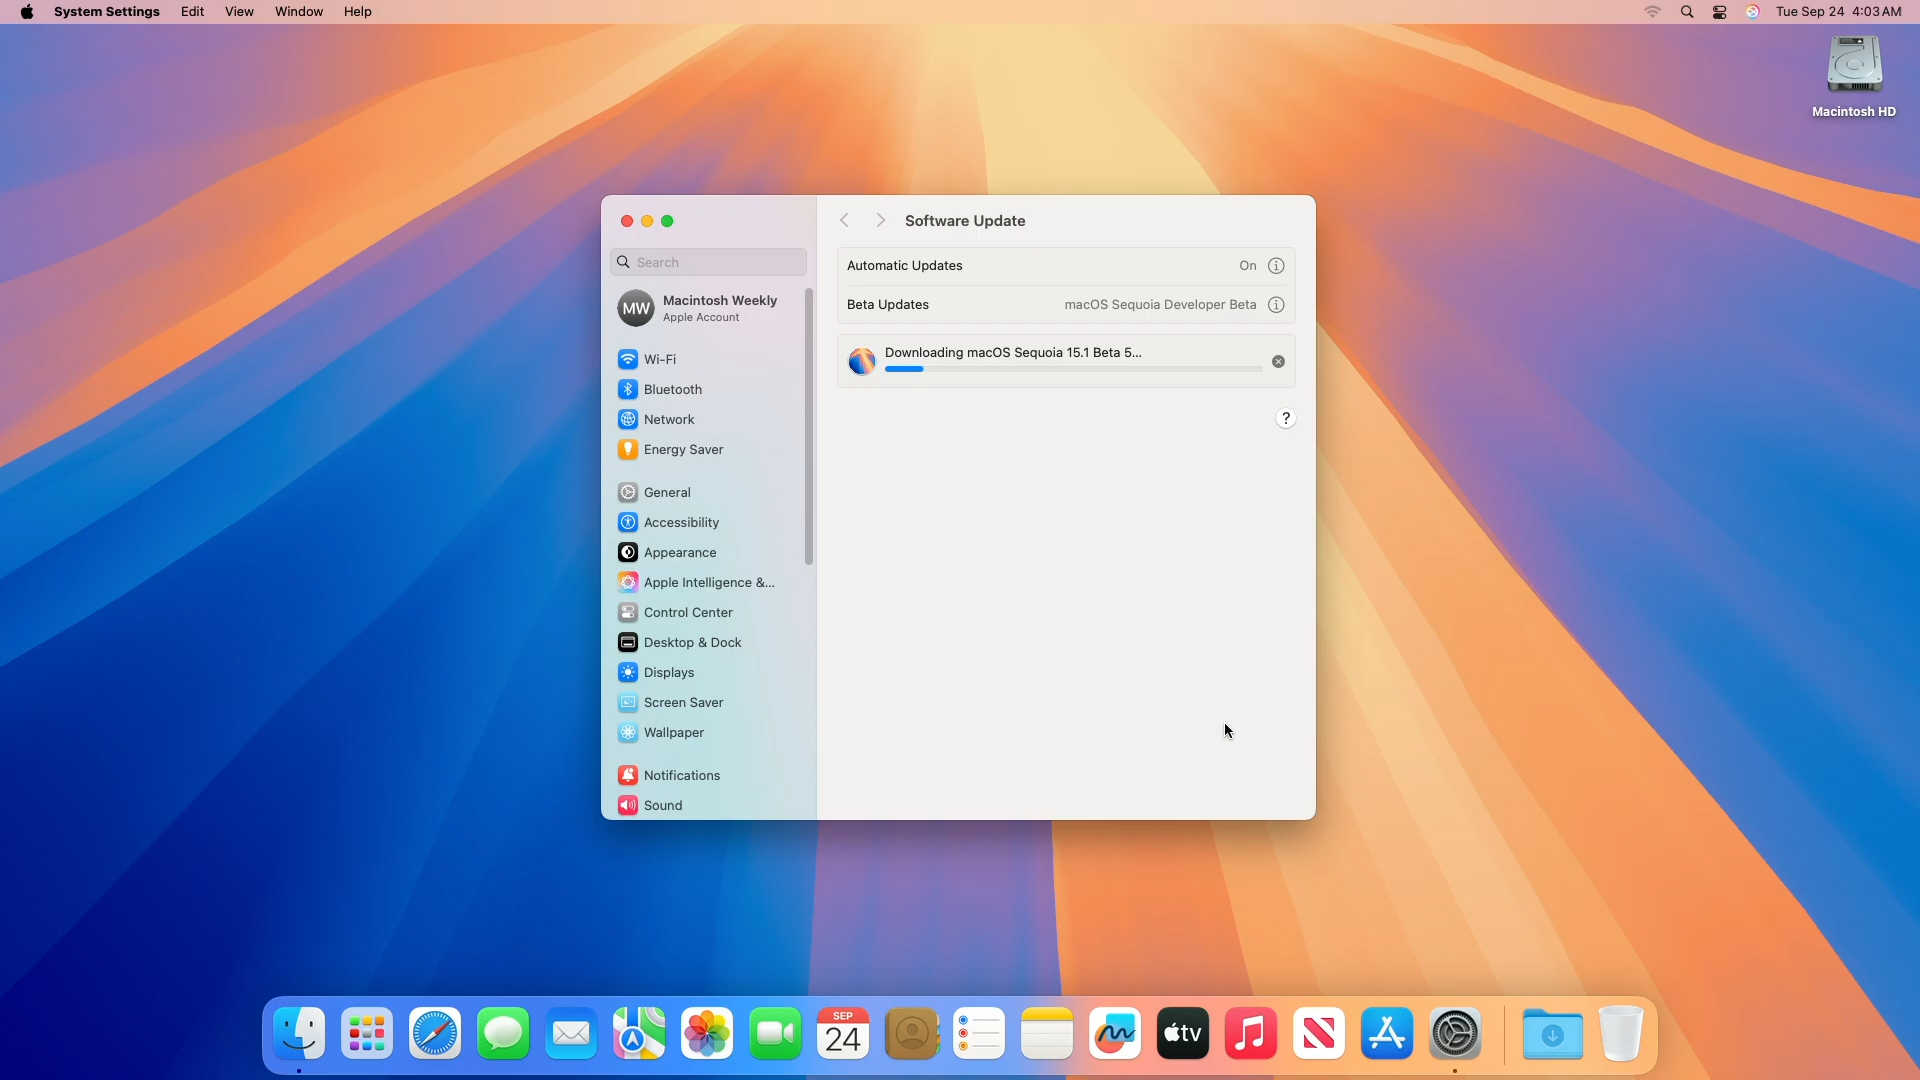 System Settings Edit View Window Help Tue Sep 24 4:03 AM
Macintosh HD
Software Update
Search
Automatic Updates On
Beta Updates macOS Sequoia Developer Beta
MW Macintosh Weekly
Apple Account
Downloading macOS Sequoia 15.1 Beta 5...
?
Wi-Fi
Bluetooth
Network
Energy Saver
General
Accessibility
Appearance
Apple Intelligence &...
Control Center
Desktop & Dock
Displays
Screen Saver
Wallpaper
Notifications
Sound
SEP
24
tv